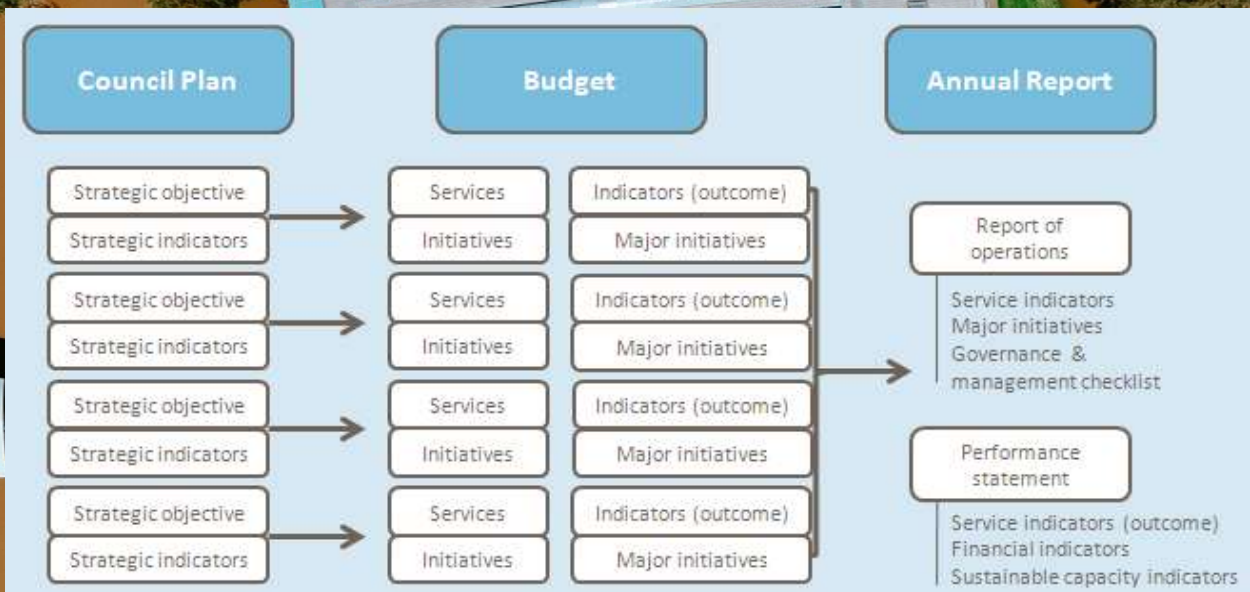 Council Plan
Budget
Annual Report
Strategic objective
Strategic indicators
Services
Initiatives
Indicators (outcome)
Major initiatives
Strategic objective
Strategic indicators
Services
Initiatives
Indicators (outcome)
Major initiatives
Strategic objective
Strategic indicators
Services
Initiatives
Indicators (outcome)
Major initiatives
Strategic objective
Strategic indicators
Services
Initiatives
Indicators (outcome)
Major initiatives
Report of
operations
Service indicators
Major initiatives
Governance &
management checklist
Performance
statement
Service indicators (outcome)
Financial indicators
Sustainable capacity indicators